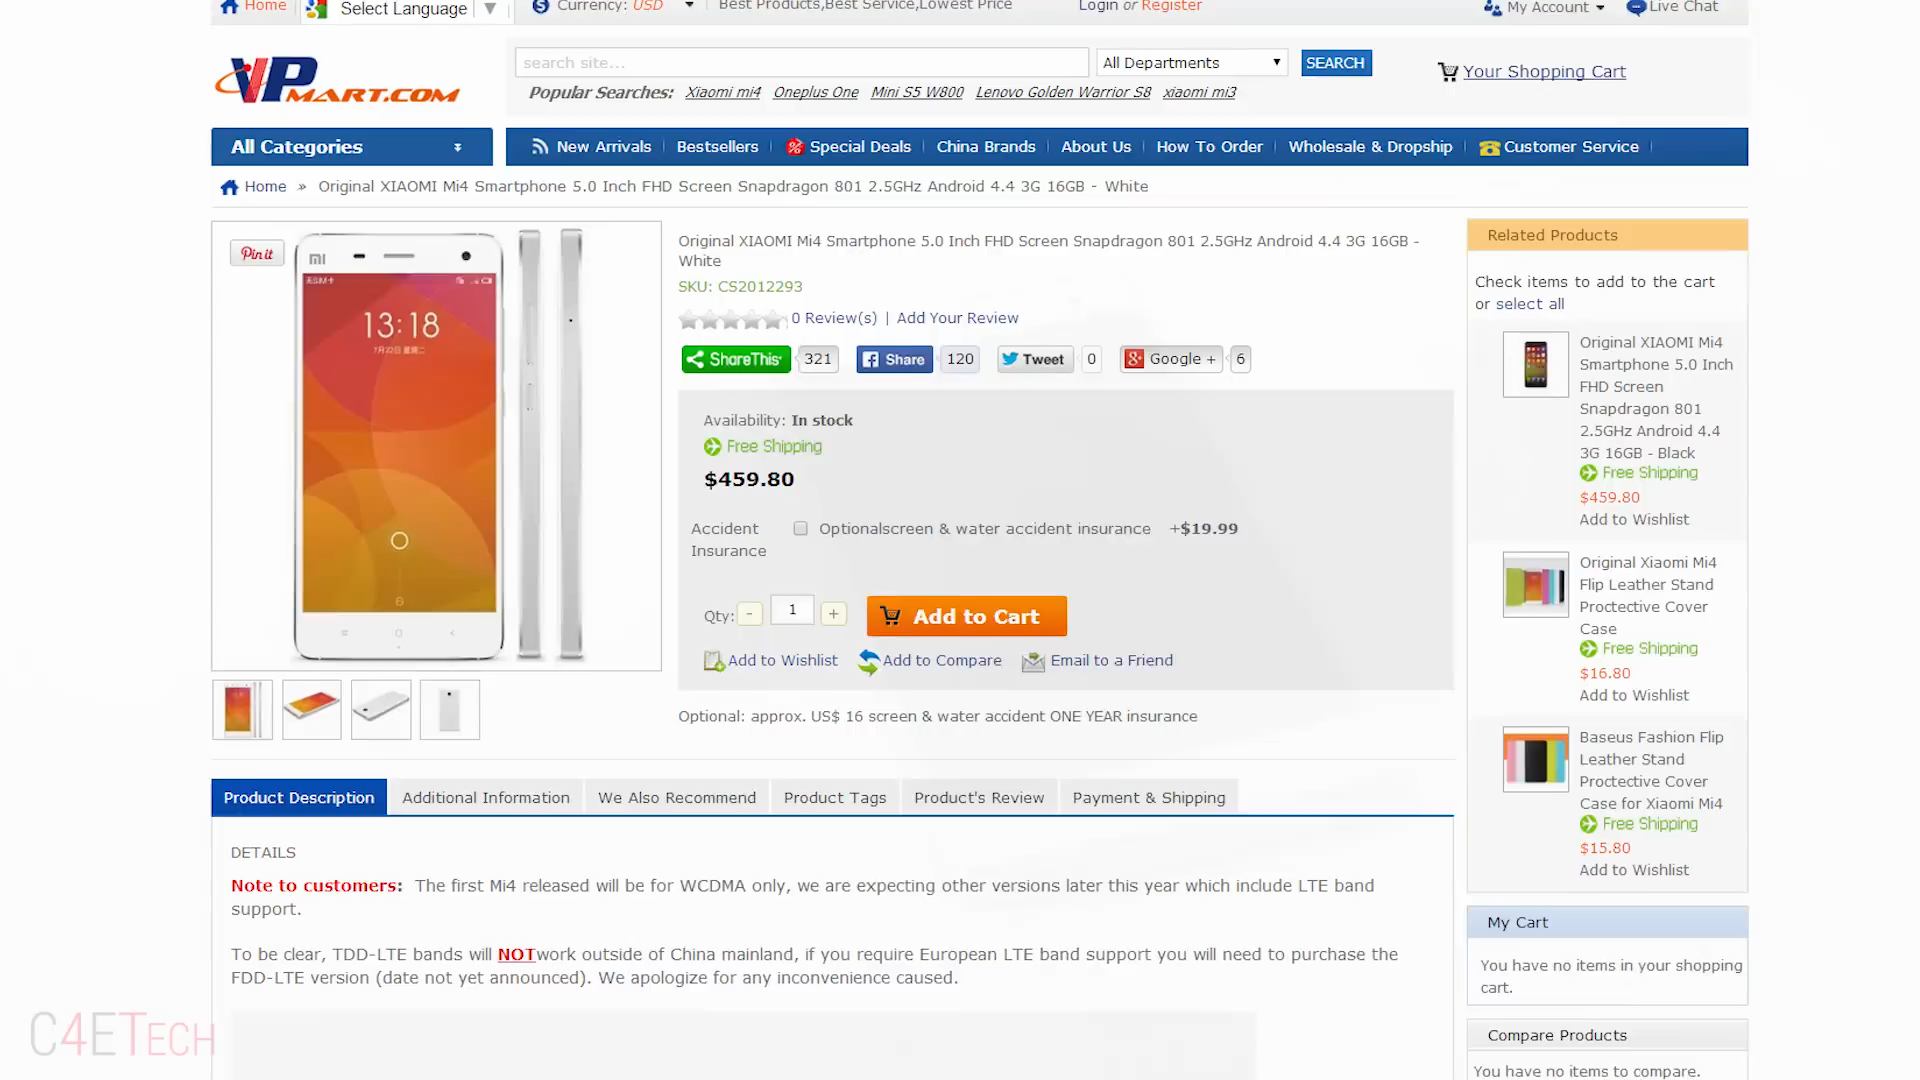 Home
Select Language
Currency: USD
Best Products,Best Service,Lowest Price
Login or Register
My Account
Live Chat
VPMART.COM
search site...
All Departments
SEARCH
Your Shopping Cart
Popular Searches: Xiaomi mi4 Oneplus One Mini S5 W800 Lenovo Golden Warrior S8 xiaomi mi3
All Categories
New Arrivals
Bestsellers
Special Deals
China Brands
About Us
How To Order
Wholesale & Dropship
Customer Service
Home » Original XIAOMI Mi4 Smartphone 5.0 Inch FHD Screen Snapdragon 801 2.5GHz Android 4.4 3G 16GB - White
Pin it
13:18
Original XIAOMI Mi4 Smartphone 5.0 Inch FHD Screen Snapdragon 801 2.5GHz Android 4.4 3G 16GB -
White
SKU: CS2012293
0 Review(s) | Add Your Review
ShareThis 321
Share 120
Tweet 0
Google + 6
Availability: In stock
Free Shipping
$459.80
Accident
Insurance
Optionalscreen & water accident insurance +$19.99
Qty: - 1 +
Add to Cart
Add to Wishlist
Add to Compare
Email to a Friend
Optional: approx. US$ 16 screen & water accident ONE YEAR insurance
Product Description
Additional Information
We Also Recommend
Product Tags
Product's Review
Payment & Shipping
DETAILS
Note to customers: The first Mi4 released will be for WCDMA only, we are expecting other versions later this year which include LTE band
support.
To be clear, TDD-LTE bands will NOTwork outside of China mainland, if you require European LTE band support you will need to purchase the
FDD-LTE version (date not yet announced). We apologize for any inconvenience caused.
Related Products
Check items to add to the cart
or select all
Original XIAOMI Mi4
Smartphone 5.0 Inch
FHD Screen
Snapdragon 801
2.5GHz Android 4.4
3G 16GB - Black
Free Shipping
$459.80
Add to Wishlist
Original Xiaomi Mi4
Flip Leather Stand
Proctective Cover
Case
Free Shipping
$16.80
Add to Wishlist
Baseus Fashion Flip
Leather Stand
Proctective Cover
Case for Xiaomi Mi4
Free Shipping
$15.80
Add to Wishlist
My Cart
You have no items in your shopping
cart.
Compare Products
You have no items to compare.
C4ETech